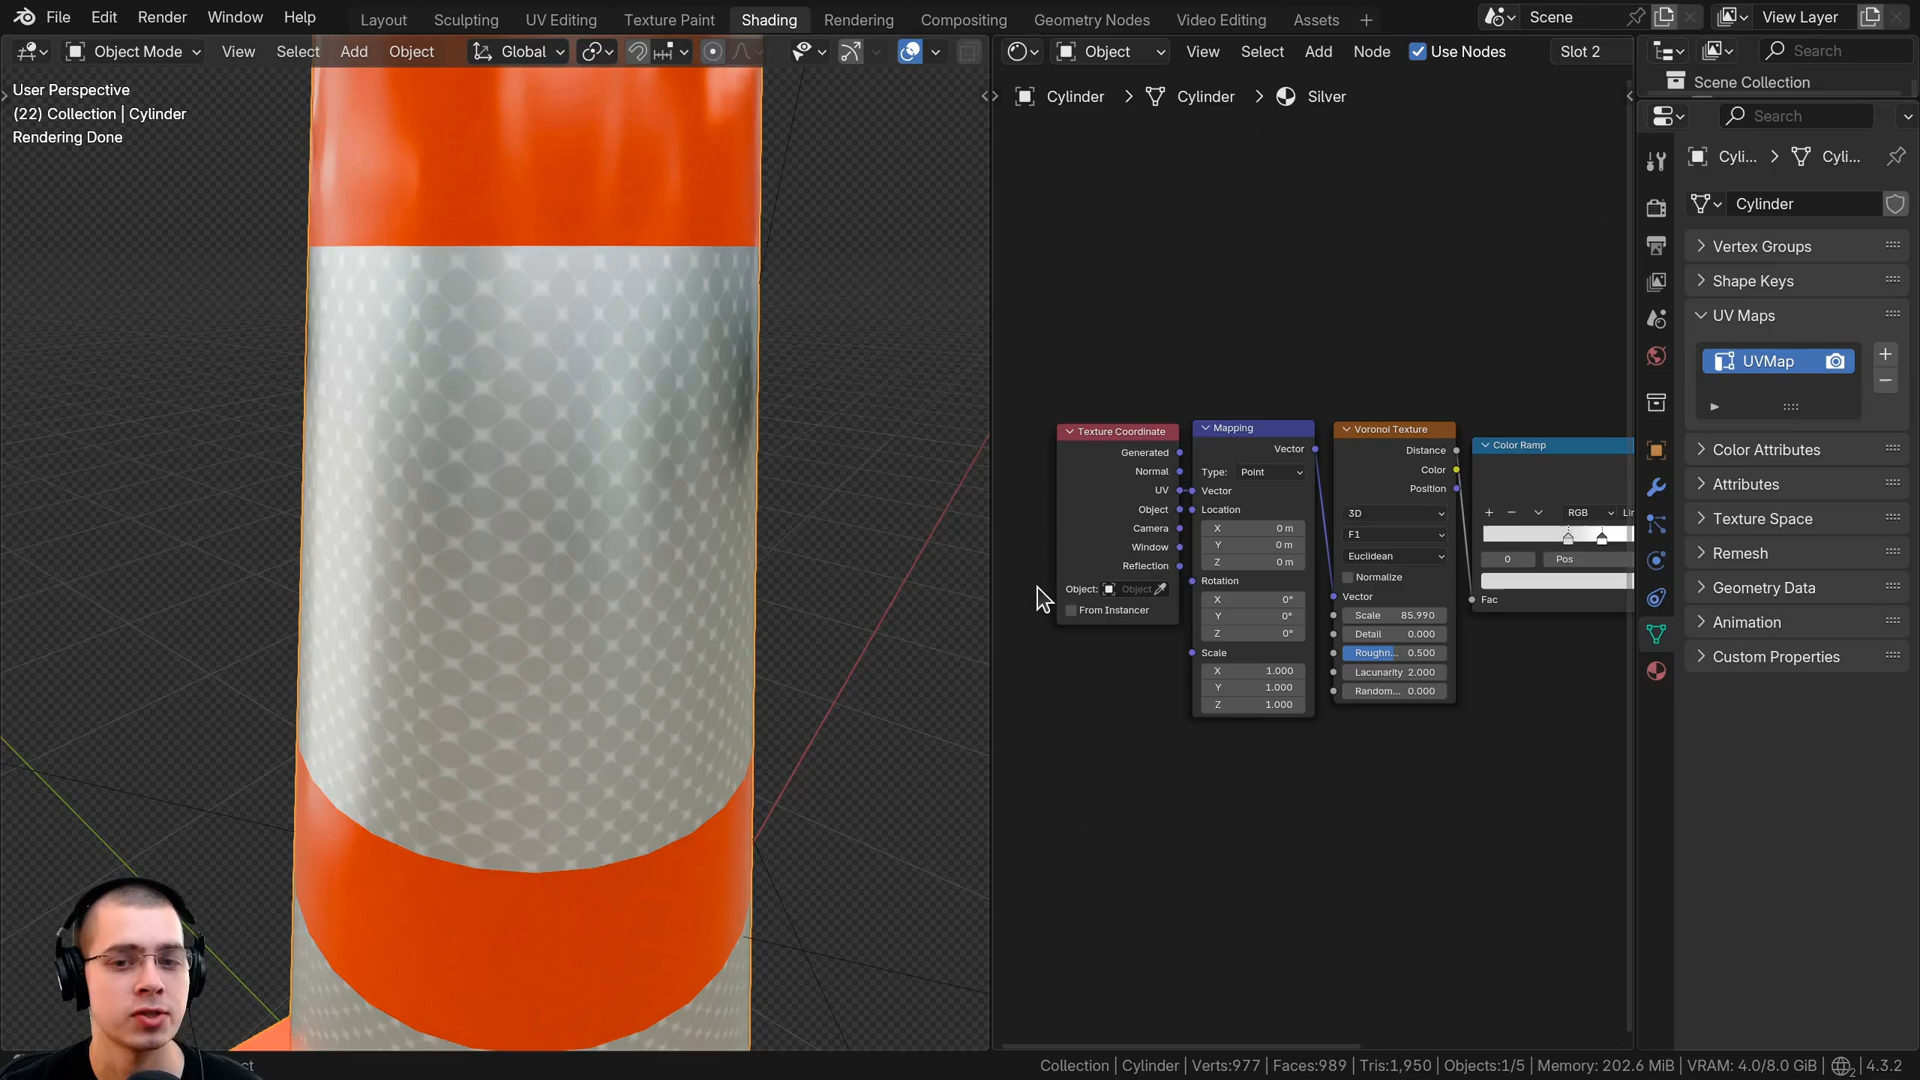 File Edit Render Window Help Layout Sculpting UV Editing Texture Paint Shading Rendering Compositing Geometry Nodes Video Editing Assets + Scene View Layer
Object Mode View Select Add Object Global
Object View Select Add Node Use Nodes Slot 2
Search
Scene Collection
User Perspective
(22) Collection | Cylinder
Rendering Done
Cylinder > Cylinder > Silver
Search
Cyli... > Cyli...
Cylinder
Vertex Groups
Shape Keys
UV Maps
UVMap
Color Attributes
Attributes
Texture Space
Remesh
Geometry Data
Animation
Custom Properties
Texture Coordinate
Generated
Normal
UV
Object
Camera
Window
Reflection
Object: Object
From Instancer
Mapping
Vector
Type: Point
Vector
Location
X 0 m
Y 0 m
Z 0 m
Rotation
X 0°
Y 0°
Z 0°
Scale
X 1.000
Y 1.000
Z 1.000
Voronoi Texture
Distance
Color
Position
3D
F1
Euclidean
Normalize
Vector
Scale 85.990
Detail 0.000
Roughn... 0.500
Lacunarity 2.000
Random... 0.000
Color Ramp
+ − RGB
0 Pos
Fac
Collection | Cylinder | Verts:977 | Faces:989 | Tris:1,950 | Objects:1/5 | Memory: 202.6 MiB | VRAM: 4.0/8.0 GiB | 4.3.2